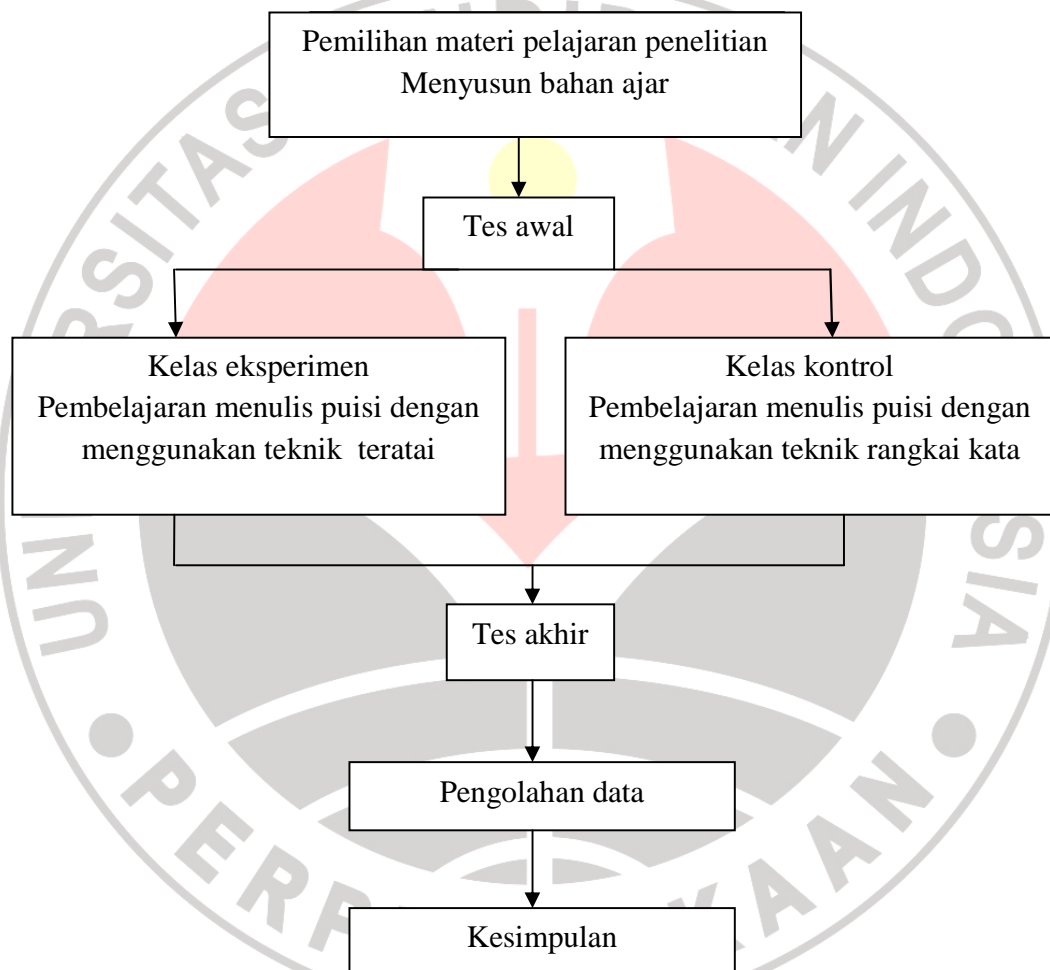 Pemilihan materi pelajaran penelitian
Menyusun bahan ajar
Tes awal
Kelas eksperimen
Pembelajaran menulis puisi dengan
menggunakan teknik teratai
Kelas kontrol
Pembelajaran menulis puisi dengan
menggunakan teknik rangkai kata
Tes akhir
Pengolahan data
Kesimpulan